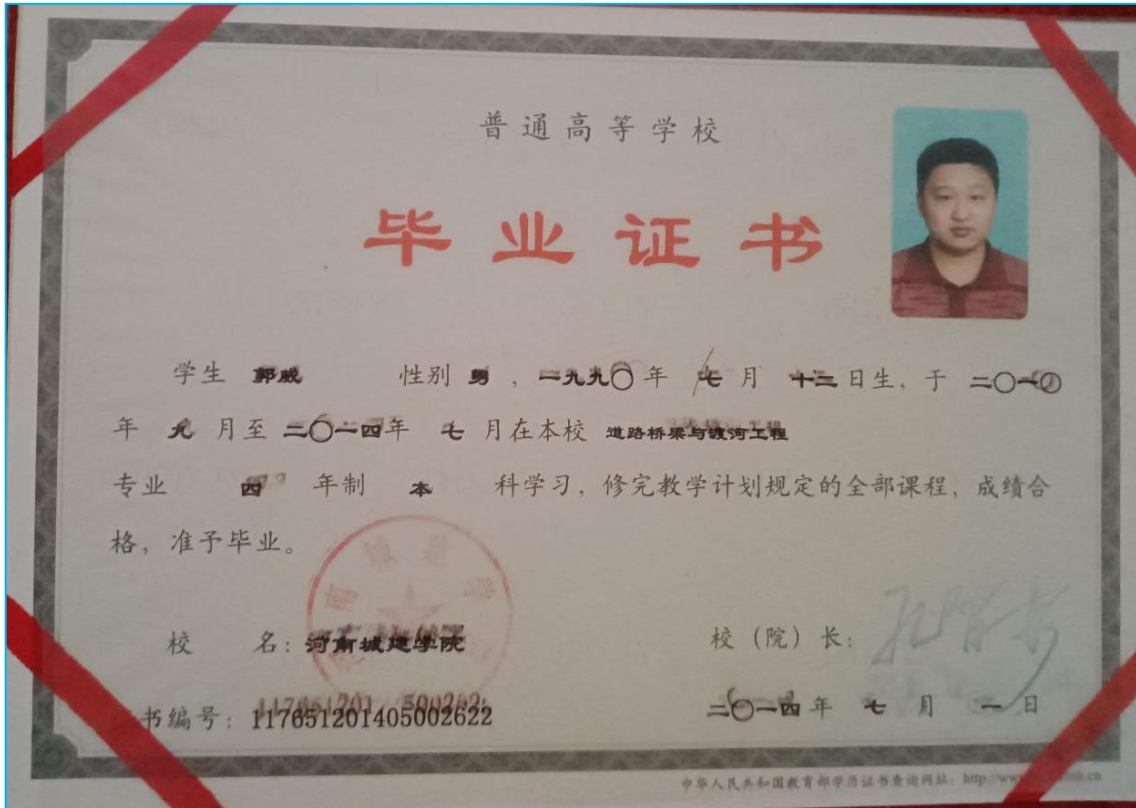 普通高等学校
毕业证书
学生 郭威 性别 男，一九九〇年 七月 十二日生，于 二〇一〇
年 九 月至 二〇一四年 七 月在本校 道路桥梁与渡河工程
专业 四 年制 本 科学习，修完教学计划规定的全部课程，成绩合
格，准予毕业。
校 名：河南城建学院 校（院）长：
书编号：117651201405002622 二〇一四年 七 月 一 日
中华人民共和国教育部学历证书查询网址：http://www